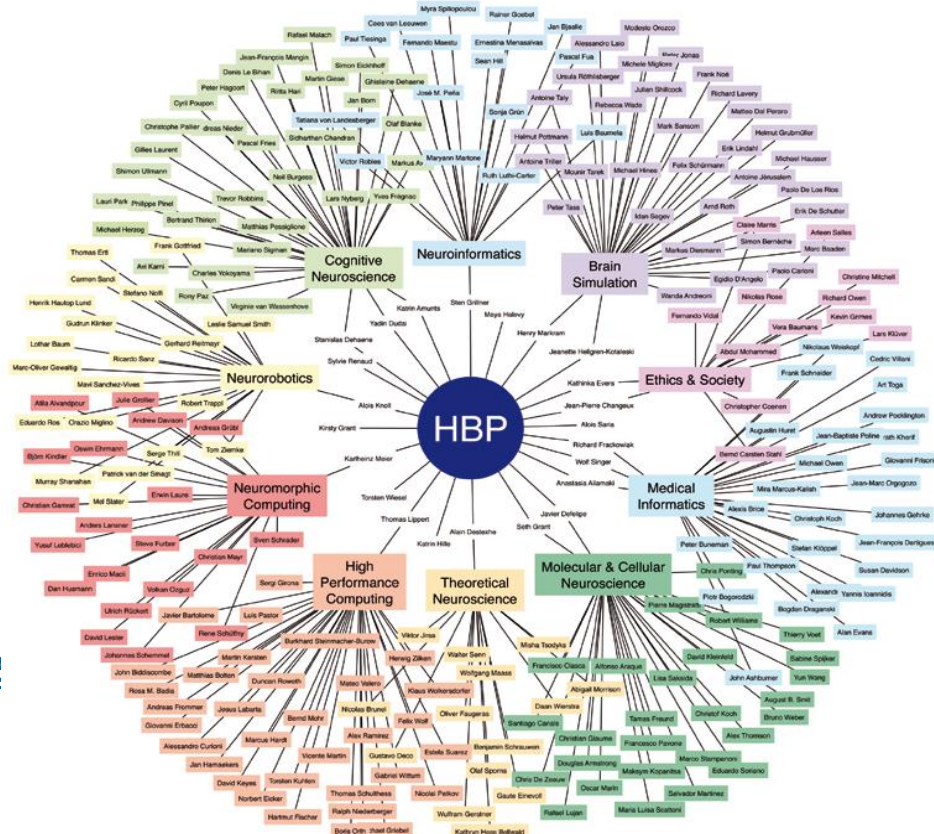 Myra Spiliopoulou
Cees van Leeuwen
Rainer Goebel
Jan Bjaalie
Modesto Orozco
Rafael Malach
Paul Tiesinga
Fernando Maestu
Ernestina Menasalvas
Alessandro Laio
Jonas
Jean-François Mangin
Simon Eickhoff
Sean Hill
Pascal Fua
Michele Migliore
Denis Le Bihan
Martin Giese
Ghislaine Dehaene
Ursula Röthlisberger
Frank Noé
Peter Hagoort
Riitta Hari
Jan Born
José M. Peña
Antoine Taly
Rebecca Wade
Julian Shillcock
Richard Lavery
Cyril Poupon
Tatiana von Landesberger
Olaf Blanke
Sonja Grün
Luis Baumela
Mark Sansom
Matteo Dal Peraro
Christophe Pallier
dreas Nieder
Pascal Fries
Sidharthan Chandran
Helmut Pottmann
Helmut Grubmüller
Gilles Laurent
Victor Robles
Maryann Martone
Antoine Triller
Michael Hines
Erik Lindahl
Michael Hausser
Shimon Ullmann
Neil Burgess
Ruth Luthi-Carter
Mounir Tarek
Felix Schürmann
Antoine Jérusalem
Lauri Park
Philippe Pinel
Trevor Robbins
Lars Nyberg
Yves Frégnac
Peter Tass
Idan Segev
Arnd Roth
Paolo De Los Rios
Bertrand Thirion
Matthias Possiglione
Erik De Schutter
Michael Herzog
Mariano Sigman
Claire Marris
Arleen Salles
Thomas Ertl
Frank Gottfried
Cognitive
Neuroscience
Neuroinformatics
Brain
Simulation
Markus Diesmann
Simon Bernèche
Marc Baaden
Avi Karni
Charles Yokoyama
Carmen Sandi
Stefano Nolfi
Rony Paz
Egidio D'Angelo
Paolo Carloni
Christine Mitchell
Henrik Hautop Lund
Virginie van Wassenhove
Katrin Amunts
Sten Grillner
Wanda Andreoni
Nikolas Rose
Richard Owen
Gudrun Klinker
Leslie Samuel Smith
Yadin Dudai
Maya Halevy
Fernando Vidal
Kevin Grimes
Lothar Baum
Gerhard Reitmayr
Stanislas Dehaene
Henry Markram
Vera Baumans
Lars Klüver
Marc-Oliver Gewaltig
Ricardo Sanz
Sylvie Renaud
Jeanette Hellgren-Kotaleski
Abdul Mohammed
Nikolaus Weiskopf
Cedric Villani
Mavi Sanchez-Vives
Neurorobotics
Kathinka Evers
Ethics & Society
Frank Schneider
Art Toga
Atila Alvandpour
Julie Grollier
Robert Trappl
Alois Knoll
Jean-Pierre Changeux
Christopher Coenen
Andrew Pocklington
Eduardo Ros
Orazio Miglino
Andrew Davison
Andreas Grübl
Kirsty Grant
HBP
Alois Saria
Augustin Hurst
Jean-Baptiste Poline
Oswin Ehrmann
Serge Thill
Tom Ziemke
Richard Frackowiak
Bernd Carsten Stahl
Giovanni Frisoni
Björn Kindler
Patrick van der Smagt
Karlheinz Meier
Wolf Singer
Michael Owen
Murray Shanahan
Mel Slater
Neuromorphic
Computing
Anastasia Ailamaki
Medical
Informatics
Mira Marcus-Kalish
Jean-Marc Orgogozo
Christian Gamrat
Erwin Laure
Torsten Wiesel
Javier Defelipe
Alexis Brice
Christoph Koch
Johannes Gehrke
Anders Lansner
Thomas Lippert
Seth Grant
Yusuf Leblebici
Steve Furber
Sven Schrader
Katrin Hille
Alain Destexhe
Peter Buneman
Stefan Klöppel
Jean-François Dartigues
Christian Mayr
Enrico Macii
High
Performance
Computing
Theoretical
Neuroscience
Molecular & Cellular
Neuroscience
Chris Ponting
Paul Thompson
Susan Davidson
Dan Husmann
Volkan Ozguz
Sergi Girona
Piotr Bogorodzki
Yannis Ioannidis
Ulrich Rückert
Pierre Magistretti
Bogdan Draganski
Javier Bartolome
Luis Pastor
Robert Williams
Alan Evans
David Lester
Rene Schüffny
Viktor Jirsa
Misha Tsodyks
Thierry Voet
Johannes Schemmel
Burkhard Steinmacher-Burow
Walter Senn
David Kleinfeld
Sabine Spijker
John Biddiscombe
Martin Kersten
Herwig Zilken
Wolfgang Maass
Francisco Clasca
Alfonso Araque
Lisa Saksida
Yun Wang
Rosa M. Badia
Matthias Bolten
Duncan Roweth
Mateo Valero
Klaus Wolkersdorfer
Abigail Morrison
John Ashburner
August B. Smit
Andreas Frommer
Jesus Labarta
Nicolas Brunel
Daan Wierstra
Bruno Weber
Giovanni Erbacci
Bernd Mohr
Felix Wolf
Oliver Faugeras
Santiago Canals
Tamas Freund
Christof Koch
Alex Thomson
Alessandro Curioni
Marcus Hardt
Alex Ramirez
Estela Suarez
Benjamin Schrauwen
Christian Giaume
Francesco Pavone
Jan Hamaekers
Vicente Martin
Gustavo Deco
Olaf Sporns
Douglas Armstrong
Marco Stampanoni
Eduardo Soriano
David Keyes
Torsten Kuhlen
Gabriel Wittum
Chris De Zeeuw
Maksym Kopanitsa
Norbert Eicker
Thomas Schulthess
Nicolai Petkov
Gaute Einevoll
Oscar Marin
Salvador Martinez
Hartmut Fischer
Ralph Niederberger
Wulfram Gerstner
Rafael Lujan
Maria Luisa Scattoni
Boris Orth
chael Griebel
Kathryn Hess Bellwald